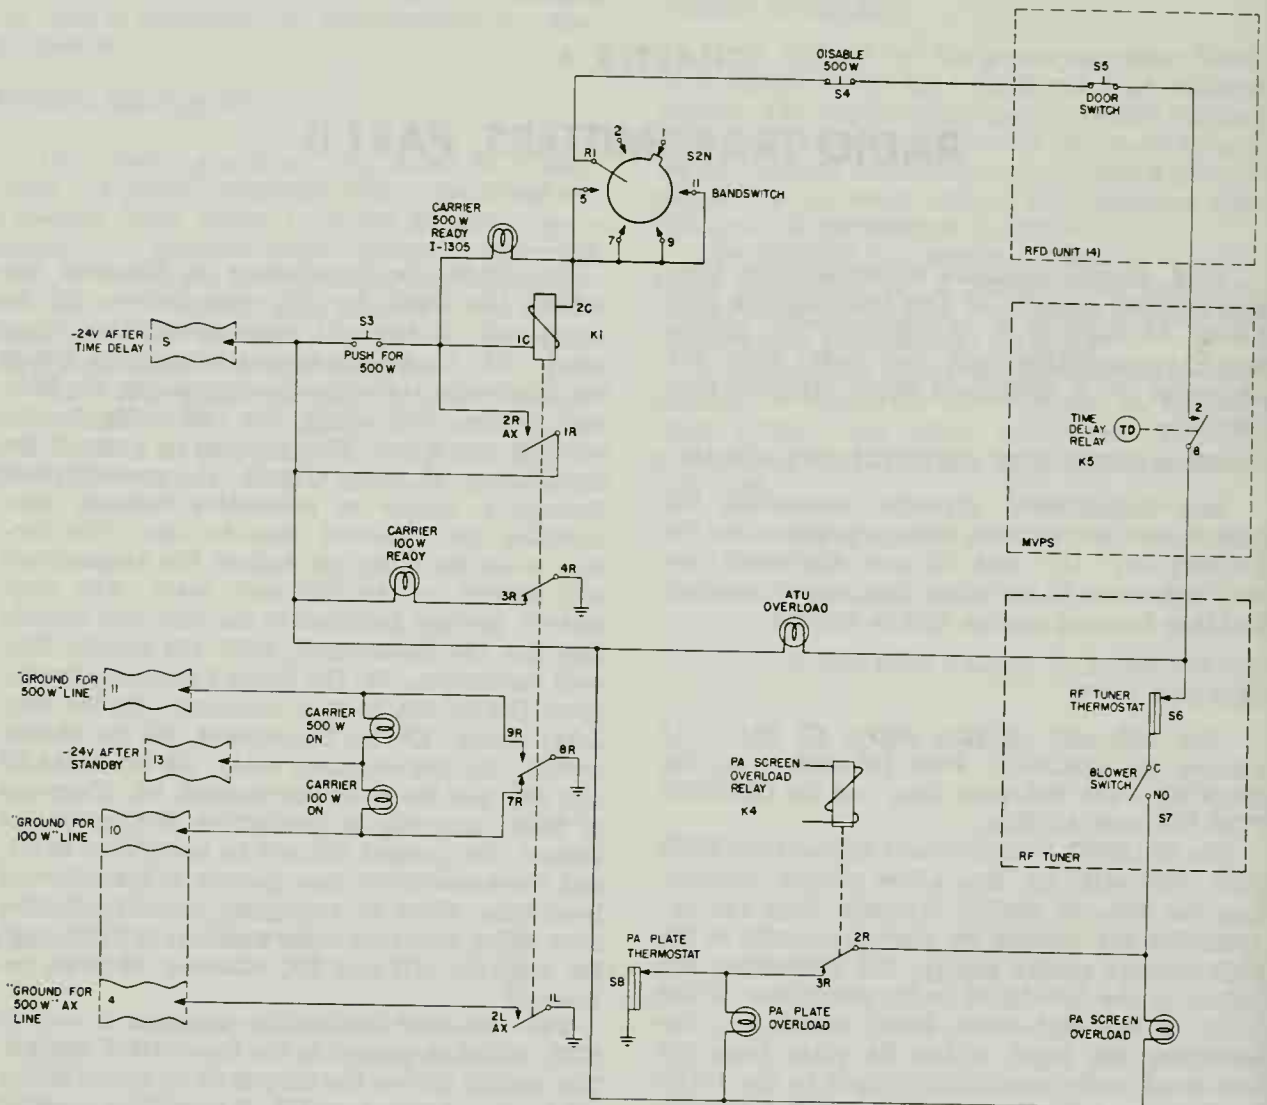 DISABLE
500 W
S4
S5
DOOR
SWITCH
RFD (UNIT 14)
2
1
S2N
R1
5
11
BANDSWITCH
7
9
CARRIER
500 W
READY
I-1305
2C
K1
1C
-24V AFTER
TIME DELAY
S
S3
PUSH FOR
500W
2R
AX
1R
TIME
DELAY
RELAY
K5
TD
2
8
MVPS
CARRIER
100 W
READY
4R
3R
ATU
OVERLOAD
"GROUND FOR
500 W" LINE
11
CARRIER
500 W
ON
9R
8R
7R
-24V AFTER
STANDBY
13
CARRIER
100 W
ON
"GROUND FOR
100 W" LINE
10
RF TUNER
THERMOSTAT
S6
BLOWER
SWITCH
C
NO
S7
RF TUNER
PA SCREEN
OVERLOAD
RELAY
K4
2R
3R
PA PLATE
THERMOSTAT
S8
PA PLATE
OVERLOAD
PA SCREEN
OVERLOAD
"GROUND FOR
500 W" AX
LINE
4
2L
AX
1L